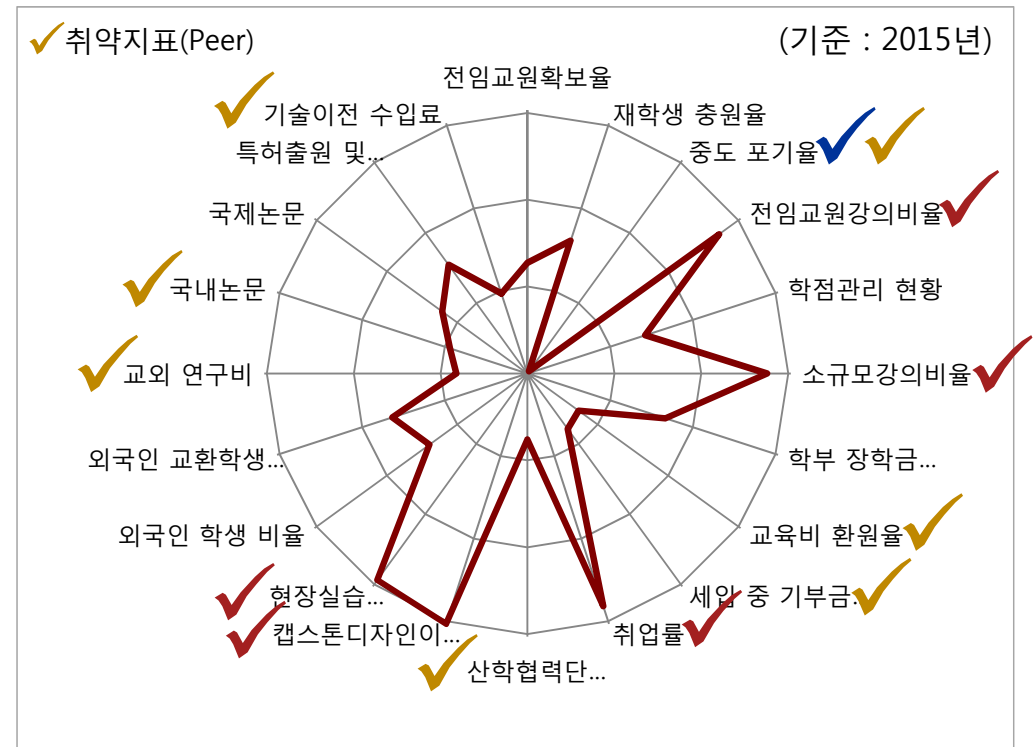 취약지표(Peer)
(기준 : 2015년)
전임교원확보율
재학생 충원율
중도 포기율
전임교원강의비율
학점관리 현황
소규모강의비율
학부 장학금...
교육비 환원율
세입 중 기부금...
취업률
산학협력단...
캡스톤디자인이...
현장실습...
외국인 학생 비율
외국인 교환학생...
교외 연구비
국내논문
국제논문
특허출원 및...
기술이전 수입료